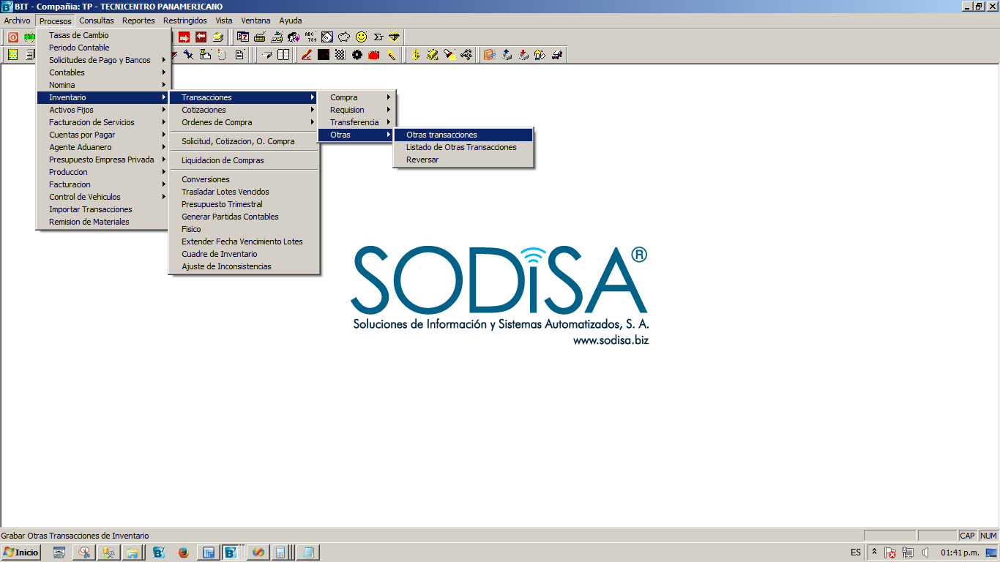 BIT - Compañia: TP - TECNICENTRO PANAMERICANO
Archivo Procesos Consultas Reportes Restringidos Vista Ventana Ayuda
Tasas de Cambio
Periodo Contable
Solicitudes de Pago y Bancos
Contables
Nomina
Inventario
Activos Fijos
Facturacion de Servicios
Cuentas por Pagar
Agente Aduanero
Presupuesto Empresa Privada
Produccion
Facturacion
Control de Vehiculos
Importar Transacciones
Remision de Materiales
Transacciones
Cotizaciones
Ordenes de Compra
Solicitud, Cotizacion, O. Compra
Liquidacion de Compras
Conversiones
Trasladar Lotes Vencidos
Presupuesto Trimestral
Generar Partidas Contables
Fisico
Extender Fecha Vencimiento Lotes
Cuadre de Inventario
Ajuste de Inconsistencias
Compra
Requision
Transferencia
Otras
Otras transacciones
Listado de Otras Transacciones
Reversar
SODiSA®
Soluciones de Información y Sistemas Automatizados, S. A.
www.sodisa.biz
Grabar Otras Transacciones de Inventario
CAP NUM
Inicio
ES
01:41 p.m.